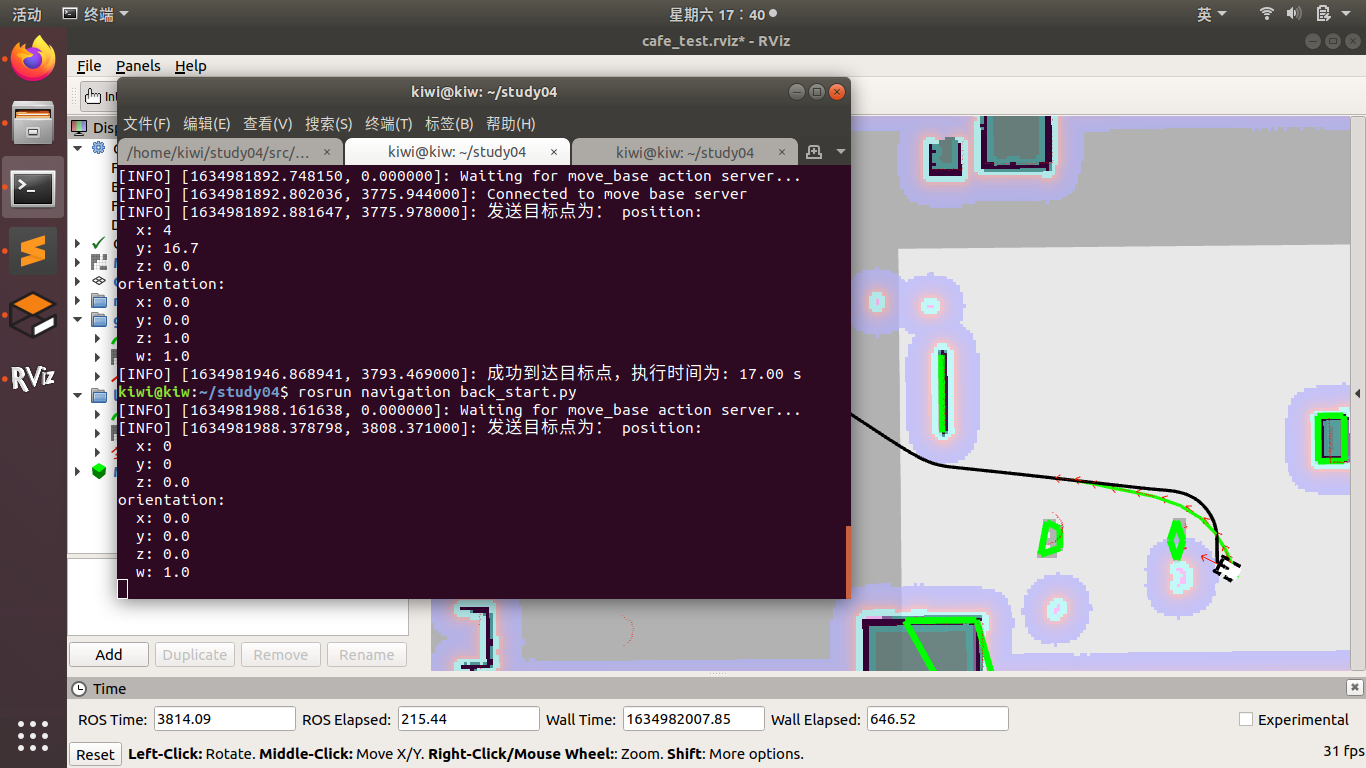 活动
终端
星期六 17：40
英
cafe_test.rviz* - RViz
File Panels Help
Int
kiwi@kiw: ~/study04
文件(F) 编辑(E) 查看(V) 搜索(S) 终端(T) 标签(B) 帮助(H)
/home/kiwi/study04/src/... ×
kiwi@kiw: ~/study04 ×
kiwi@kiw: ~/study04 ×
[INFO] [1634981892.748150, 0.000000]: Waiting for move_base action server...
[INFO] [1634981892.802036, 3775.944000]: Connected to move base server
[INFO] [1634981892.881647, 3775.978000]: 发送目标点为： position:
x: 4
y: 16.7
z: 0.0
orientation:
x: 0.0
y: 0.0
z: 1.0
w: 1.0
[INFO] [1634981946.868941, 3793.469000]: 成功到达目标点，执行时间为: 17.00 s
kiwi@kiw:~/study04$ rosrun navigation back_start.py
[INFO] [1634981988.161638, 0.000000]: Waiting for move_base action server...
[INFO] [1634981988.378798, 3808.371000]: 发送目标点为： position:
x: 0
y: 0
z: 0.0
orientation:
x: 0.0
y: 0.0
z: 0.0
w: 1.0
RViz
Add Duplicate Remove Rename
Time
ROS Time: 3814.09 ROS Elapsed: 215.44 Wall Time: 1634982007.85 Wall Elapsed: 646.52 Experimental
Reset Left-Click: Rotate. Middle-Click: Move X/Y. Right-Click/Mouse Wheel:: Zoom. Shift: More options. 31 fps